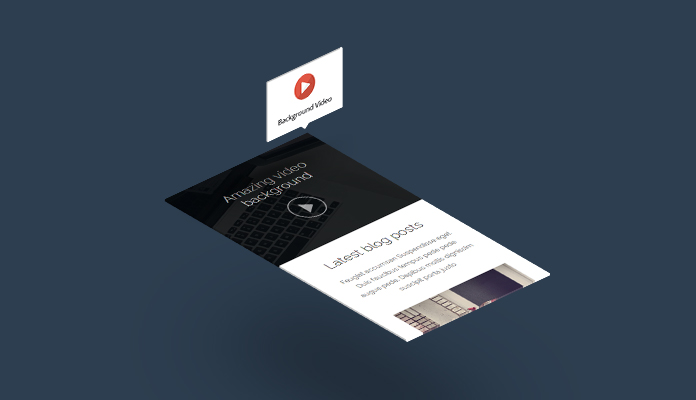 Background Video
Amazing video
background
Latest blog posts
Feugiat accumsan Suspendisse eget
Duis faucibus tempus pede pede
augue pede. Dapibus mollis dignissim
suscipit porta justo